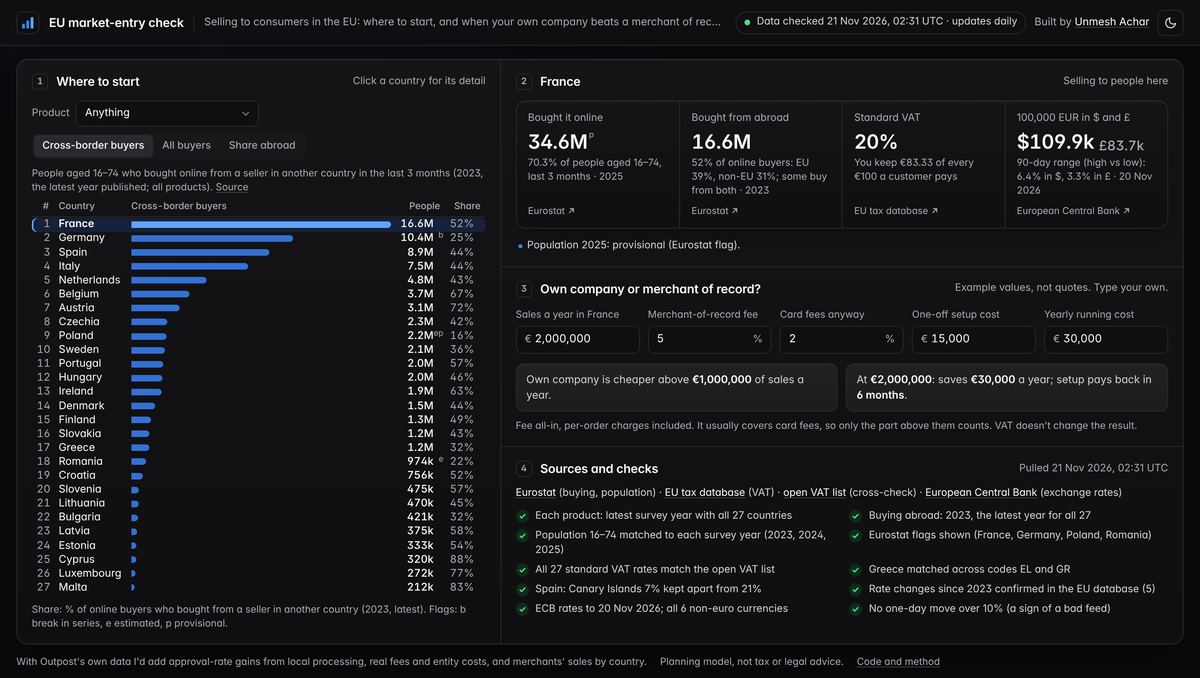 EU market-entry check
Selling to consumers in the EU: where to start, and when your own company beats a merchant of rec...
Data checked 21 Nov 2026, 02:31 UTC · updates daily
Built by Unmesh Achar
1 Where to start
Click a country for its detail
Product Anything
Cross-border buyers All buyers Share abroad
People aged 16–74 who bought online from a seller in another country in the last 3 months (2023,
the latest year published; all products). Source
# Country Cross-border buyers People Share
1 France 16.6M 52%
2 Germany 10.4M b 25%
3 Spain 8.9M 44%
4 Italy 7.5M 44%
5 Netherlands 4.8M 43%
6 Belgium 3.7M 67%
7 Austria 3.1M 72%
8 Czechia 2.3M 42%
9 Poland 2.2M ep 16%
10 Sweden 2.1M 36%
11 Portugal 2.0M 57%
12 Hungary 2.0M 46%
13 Ireland 1.9M 63%
14 Denmark 1.5M 44%
15 Finland 1.3M 49%
16 Slovakia 1.2M 43%
17 Greece 1.2M 32%
18 Romania 974k e 22%
19 Croatia 756k 52%
20 Slovenia 475k 57%
21 Lithuania 470k 45%
22 Bulgaria 421k 32%
23 Latvia 375k 58%
24 Estonia 333k 54%
25 Cyprus 320k 88%
26 Luxembourg 272k 77%
27 Malta 212k 83%
Share: % of online buyers who bought from a seller in another country (2023, latest). Flags: b
break in series, e estimated, p provisional.
2 France
Selling to people here
Bought it online
34.6M p
70.3% of people aged 16–74,
last 3 months · 2025
Eurostat ↗
Bought from abroad
16.6M
52% of online buyers: EU
39%, non-EU 31%; some buy
from both · 2023
Eurostat ↗
Standard VAT
20%
You keep €83.33 of every
€100 a customer pays
EU tax database ↗
100,000 EUR in $ and £
$109.9k £83.7k
90-day range (high vs low):
6.4% in $, 3.3% in £ · 20 Nov
2026
European Central Bank ↗
Population 2025: provisional (Eurostat flag).
3 Own company or merchant of record?
Example values, not quotes. Type your own.
Sales a year in France
€ 2,000,000
Merchant-of-record fee
5 %
Card fees anyway
2 %
One-off setup cost
€ 15,000
Yearly running cost
€ 30,000
Own company is cheaper above €1,000,000 of sales a
year.
At €2,000,000: saves €30,000 a year; setup pays back in
6 months.
Fee all-in, per-order charges included. It usually covers card fees, so only the part above them counts. VAT doesn't change the result.
4 Sources and checks
Pulled 21 Nov 2026, 02:31 UTC
Eurostat (buying, population) · EU tax database (VAT) · open VAT list (cross-check) · European Central Bank (exchange rates)
Each product: latest survey year with all 27 countries
Buying abroad: 2023, the latest year for all 27
Population 16–74 matched to each survey year (2023, 2024,
2025)
Eurostat flags shown (France, Germany, Poland, Romania)
All 27 standard VAT rates match the open VAT list
Greece matched across codes EL and GR
Spain: Canary Islands 7% kept apart from 21%
Rate changes since 2023 confirmed in the EU database (5)
ECB rates to 20 Nov 2026; all 6 non-euro currencies
No one-day move over 10% (a sign of a bad feed)
With Outpost's own data I'd add approval-rate gains from local processing, real fees and entity costs, and merchants' sales by country.
Planning model, not tax or legal advice.
Code and method